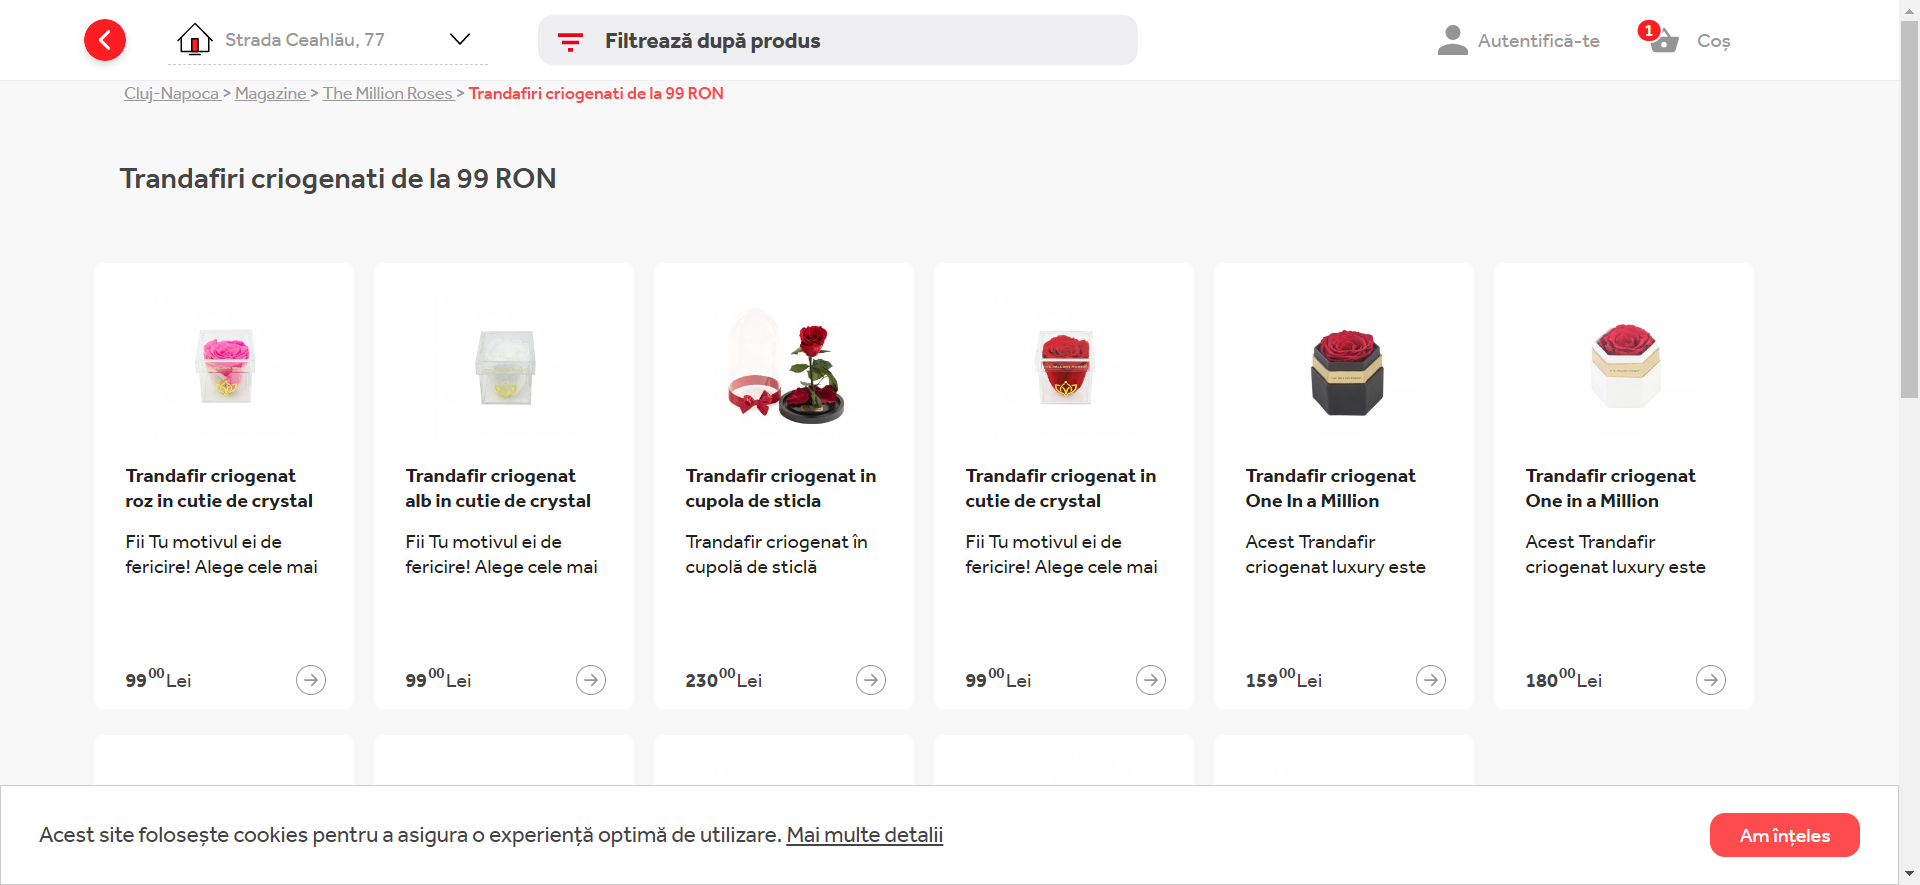 Strada Ceahlău, 77
Filtrează după produs
Autentifică-te
1
Coș
Cluj-Napoca > Magazine > The Million Roses > Trandafiri criogenati de la 99 RON
Trandafiri criogenati de la 99 RON
Trandafir criogenat
roz in cutie de crystal
Fii Tu motivul ei de
fericire! Alege cele mai
99 00 Lei
Trandafir criogenat
alb in cutie de crystal
Fii Tu motivul ei de
fericire! Alege cele mai
99 00 Lei
Trandafir criogenat in
cupola de sticla
Trandafir criogenat în
cupolă de sticlă
230 00 Lei
Trandafir criogenat in
cutie de crystal
Fii Tu motivul ei de
fericire! Alege cele mai
99 00 Lei
Trandafir criogenat
One In a Million
Acest Trandafir
criogenat luxury este
159 00 Lei
Trandafir criogenat
One in a Million
Acest Trandafir
criogenat luxury este
180 00 Lei
Acest site folosește cookies pentru a asigura o experiență optimă de utilizare. Mai multe detalii
Am înțeles